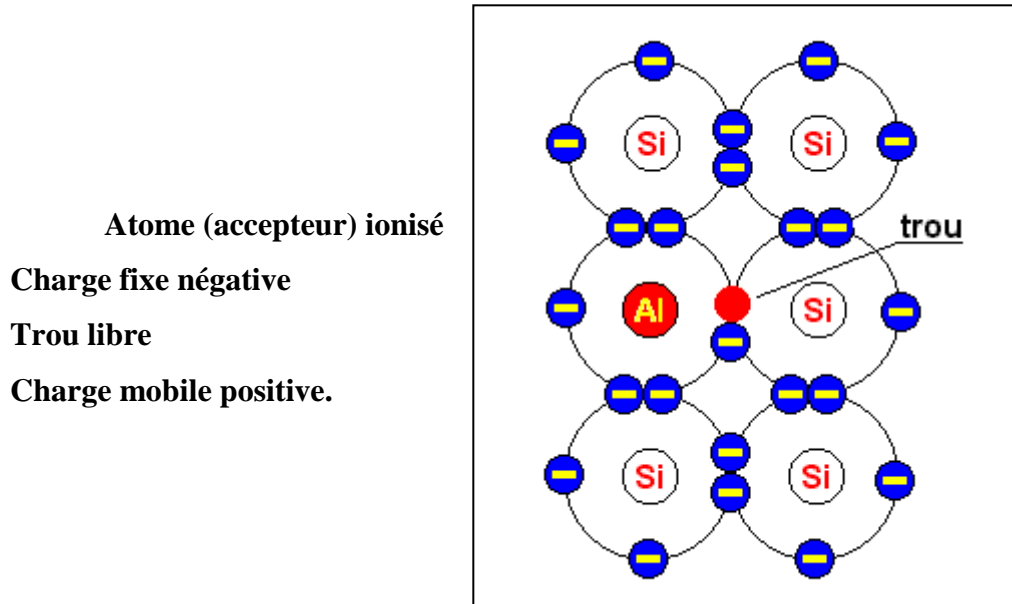 Atome (accepteur) ionisé
Charge fixe négative
Trou libre
Charge mobile positive.
Si
Si
trou
Al
Si
Si
Si